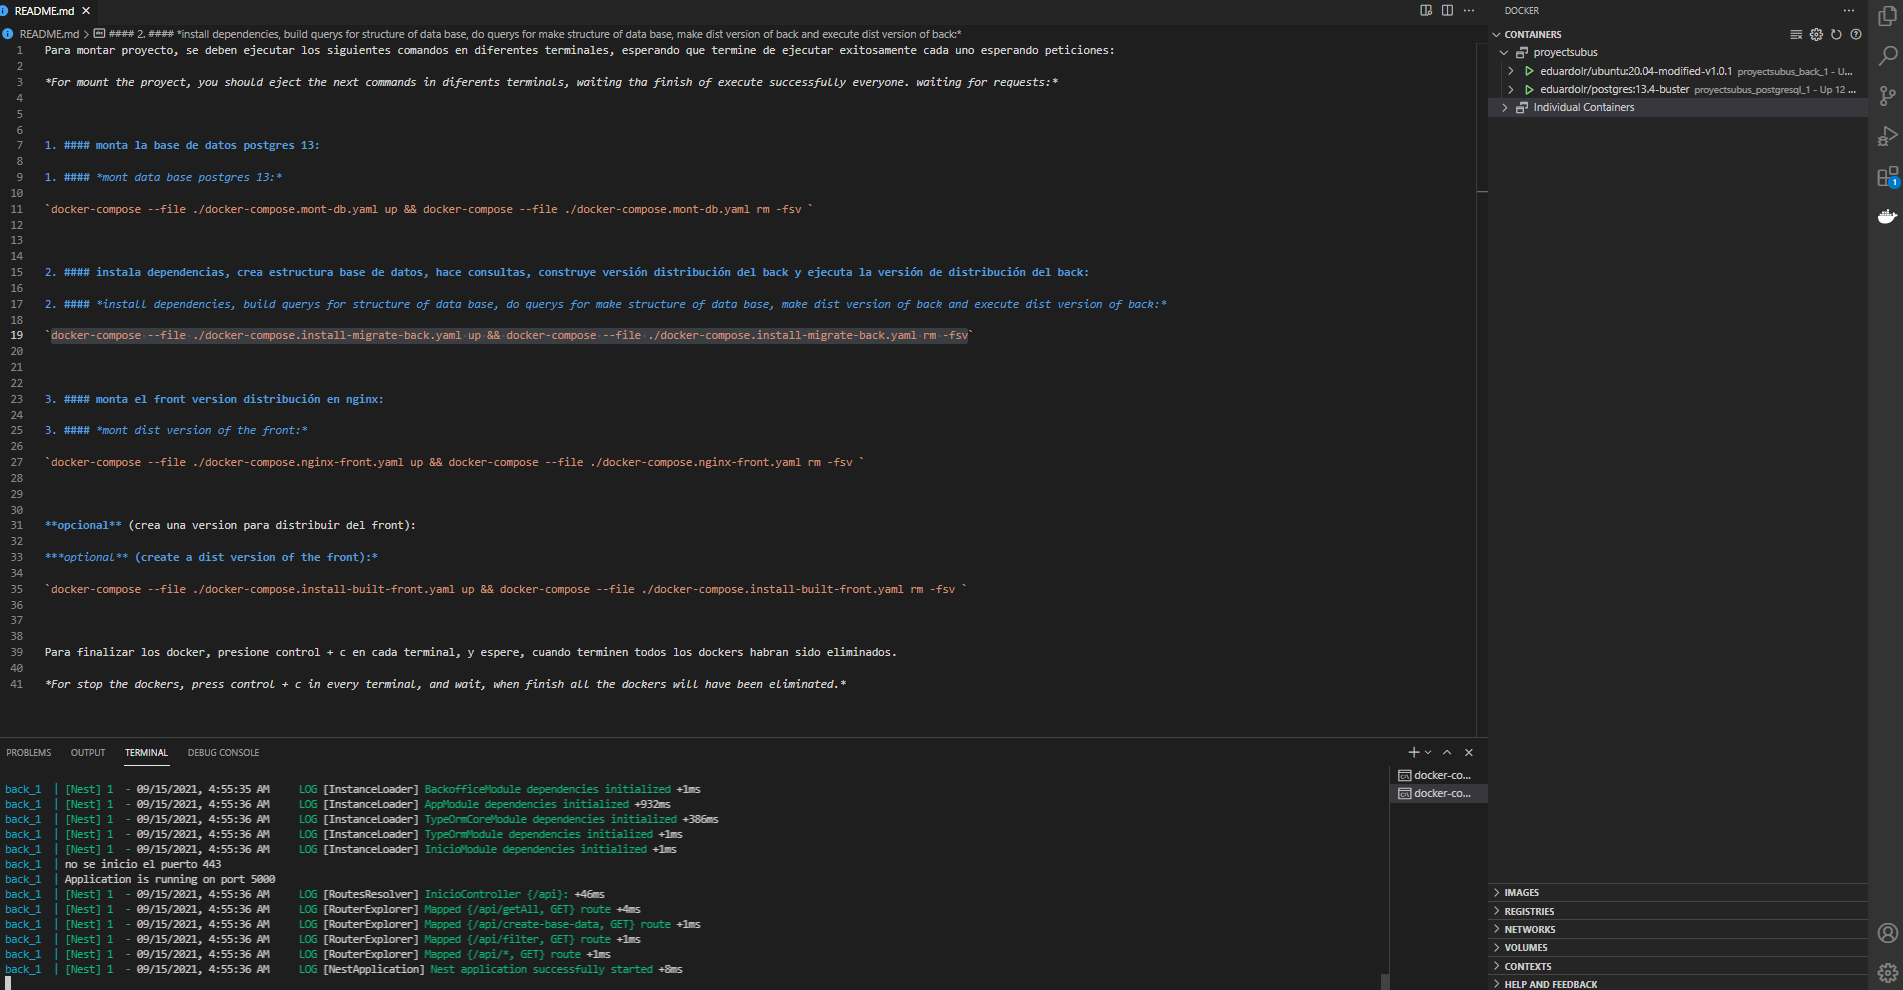 README.md
README.md > #### 2. #### *install dependencies, build querys for structure of data base, do querys for make structure of data base, make dist version of back and execute dist version of back:*
1 Para montar proyecto, se deben ejecutar los siguientes comandos en diferentes terminales, esperando que termine de ejecutar exitosamente cada uno esperando peticiones:
2
3 *For mount the proyect, you should eject the next commands in diferents terminals, waiting tha finish of execute successfully everyone. waiting for requests:*
4
5
6
7 1. #### monta la base de datos postgres 13:
8
9 1. #### *mont data base postgres 13:*
10
11 `docker-compose --file ./docker-compose.mont-db.yaml up && docker-compose --file ./docker-compose.mont-db.yaml rm -fsv `
12
13
14
15 2. #### instala dependencias, crea estructura base de datos, hace consultas, construye versión distribución del back y ejecuta la versión de distribución del back:
16
17 2. #### *install dependencies, build querys for structure of data base, do querys for make structure of data base, make dist version of back and execute dist version of back:*
18
19 `docker-compose --file ./docker-compose.install-migrate-back.yaml up && docker-compose --file ./docker-compose.install-migrate-back.yaml rm -fsv`
20
21
22
23 3. #### monta el front version distribución en nginx:
24
25 3. #### *mont dist version of the front:*
26
27 `docker-compose --file ./docker-compose.nginx-front.yaml up && docker-compose --file ./docker-compose.nginx-front.yaml rm -fsv `
28
29
30
31 **opcional** (crea una version para distribuir del front):
32
33 ***optional** (create a dist version of the front):*
34
35 `docker-compose --file ./docker-compose.install-built-front.yaml up && docker-compose --file ./docker-compose.install-built-front.yaml rm -fsv `
36
37
38
39 Para finalizar los docker, presione control + c en cada terminal, y espere, cuando terminen todos los dockers habran sido eliminados.
40
41 *For stop the dockers, press control + c in every terminal, and wait, when finish all the dockers will have been eliminated.*
PROBLEMS OUTPUT TERMINAL DEBUG CONSOLE
back_1 | [Nest] 1 - 09/15/2021, 4:55:35 AM LOG [InstanceLoader] BackofficeModule dependencies initialized +1ms
back_1 | [Nest] 1 - 09/15/2021, 4:55:36 AM LOG [InstanceLoader] AppModule dependencies initialized +932ms
back_1 | [Nest] 1 - 09/15/2021, 4:55:36 AM LOG [InstanceLoader] TypeOrmCoreModule dependencies initialized +386ms
back_1 | [Nest] 1 - 09/15/2021, 4:55:36 AM LOG [InstanceLoader] TypeOrmModule dependencies initialized +1ms
back_1 | [Nest] 1 - 09/15/2021, 4:55:36 AM LOG [InstanceLoader] InicioModule dependencies initialized +1ms
back_1 | no se inicio el puerto 443
back_1 | Application is running on port 5000
back_1 | [Nest] 1 - 09/15/2021, 4:55:36 AM LOG [RoutesResolver] InicioController {/api}: +46ms
back_1 | [Nest] 1 - 09/15/2021, 4:55:36 AM LOG [RouterExplorer] Mapped {/api/getAll, GET} route +4ms
back_1 | [Nest] 1 - 09/15/2021, 4:55:36 AM LOG [RouterExplorer] Mapped {/api/create-base-data, GET} route +1ms
back_1 | [Nest] 1 - 09/15/2021, 4:55:36 AM LOG [RouterExplorer] Mapped {/api/filter, GET} route +1ms
back_1 | [Nest] 1 - 09/15/2021, 4:55:36 AM LOG [RouterExplorer] Mapped {/api/*, GET} route +1ms
back_1 | [Nest] 1 - 09/15/2021, 4:55:36 AM LOG [NestApplication] Nest application successfully started +8ms
docker-co...
docker-co...
DOCKER
CONTAINERS
proyectsubus
eduardolr/ubuntu:20.04-modified-v1.0.1 proyectsubus_back_1 - U...
eduardolr/postgres:13.4-buster proyectsubus_postgresql_1 - Up 12 ...
Individual Containers
IMAGES
REGISTRIES
NETWORKS
VOLUMES
CONTEXTS
HELP AND FEEDBACK
1